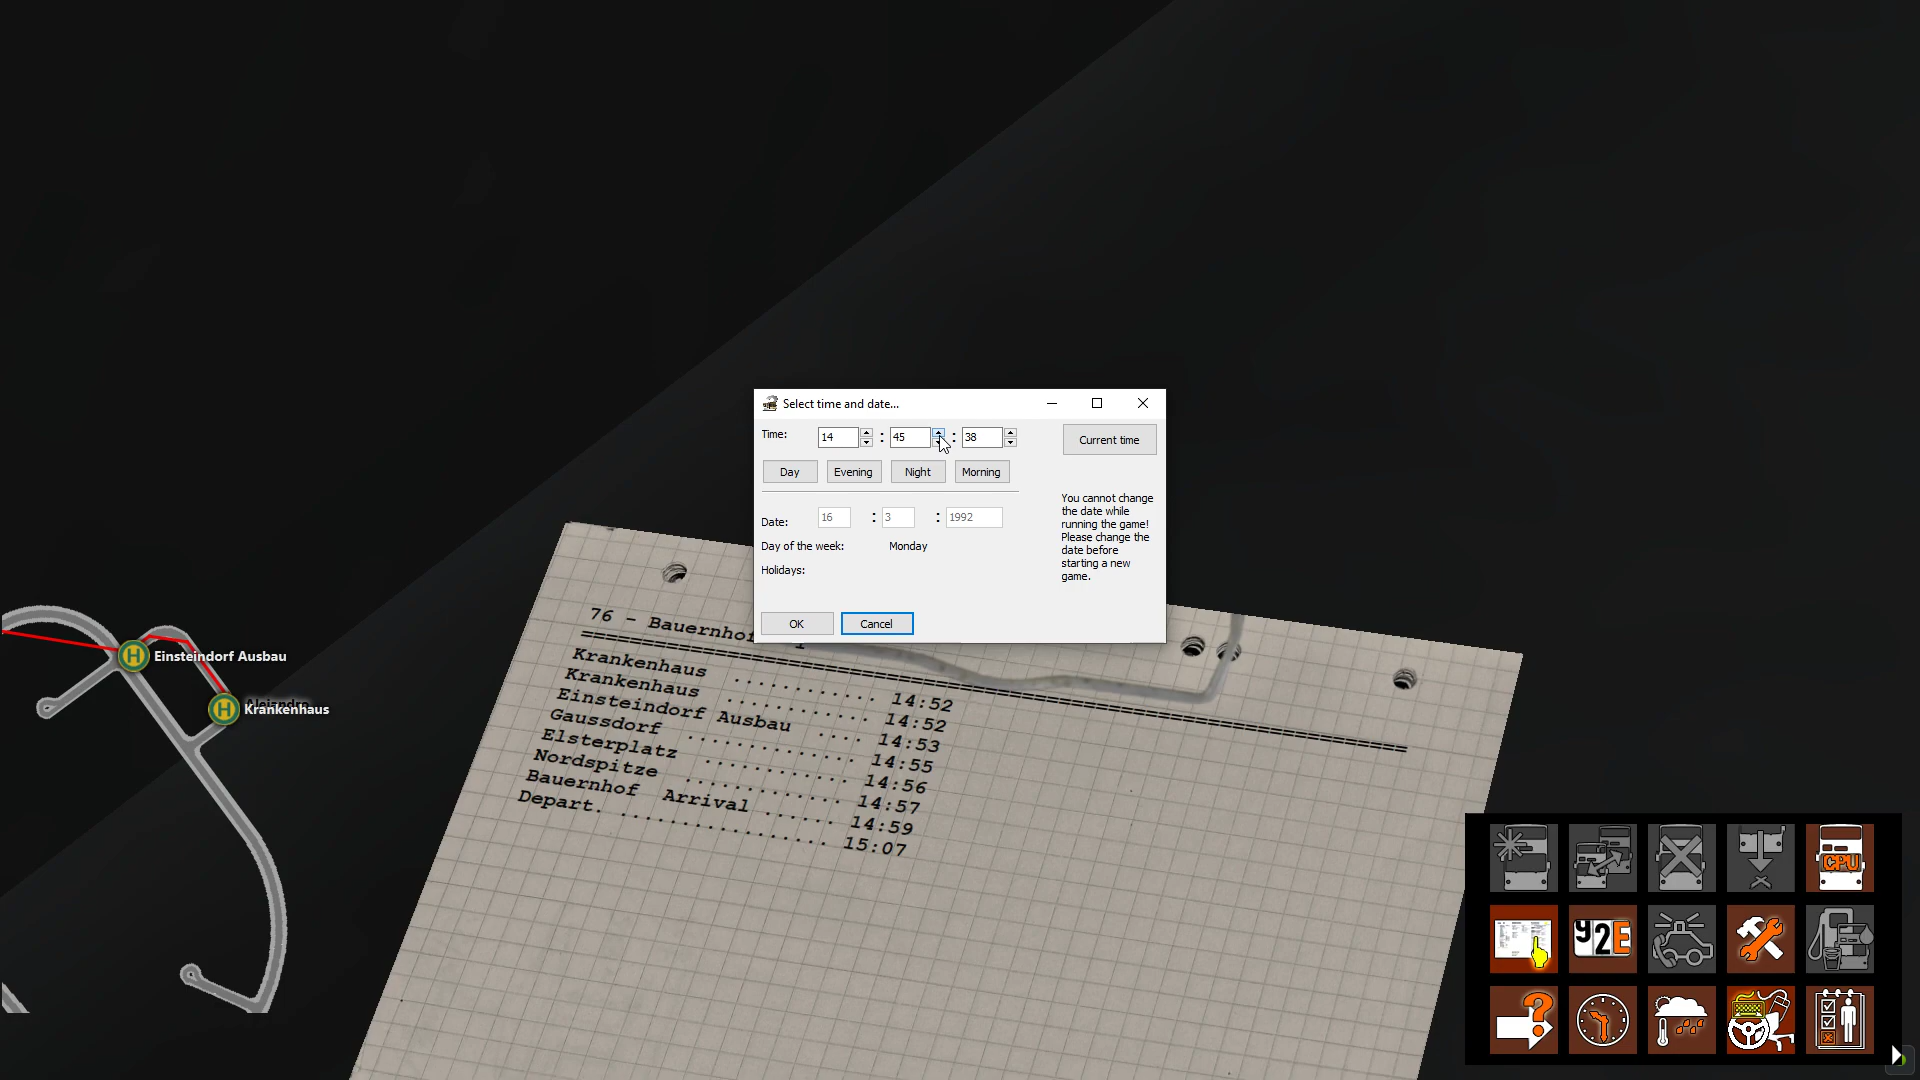 Select time and date...
Time: 14 : 45 : 38 Current time
Day Evening Night Morning
Date: 16 : 3 : 1992
Day of the week: Monday
Holidays:
You cannot change
the date while
running the game!
Please change the
date before
starting a new
game.
OK Cancel
76 - Bauernhof
Krankenhaus ............ 14:52
Krankenhaus ............ 14:52
Einsteindorf Ausbau .... 14:53
Gaussdorf .............. 14:55
Elsterplatz ............ 14:56
Nordspitze ............. 14:57
Bauernhof Arrival ...... 14:59
Depart. ................ 15:07
H Einsteindorf Ausbau
H Krankenhaus
CPU
92E
?